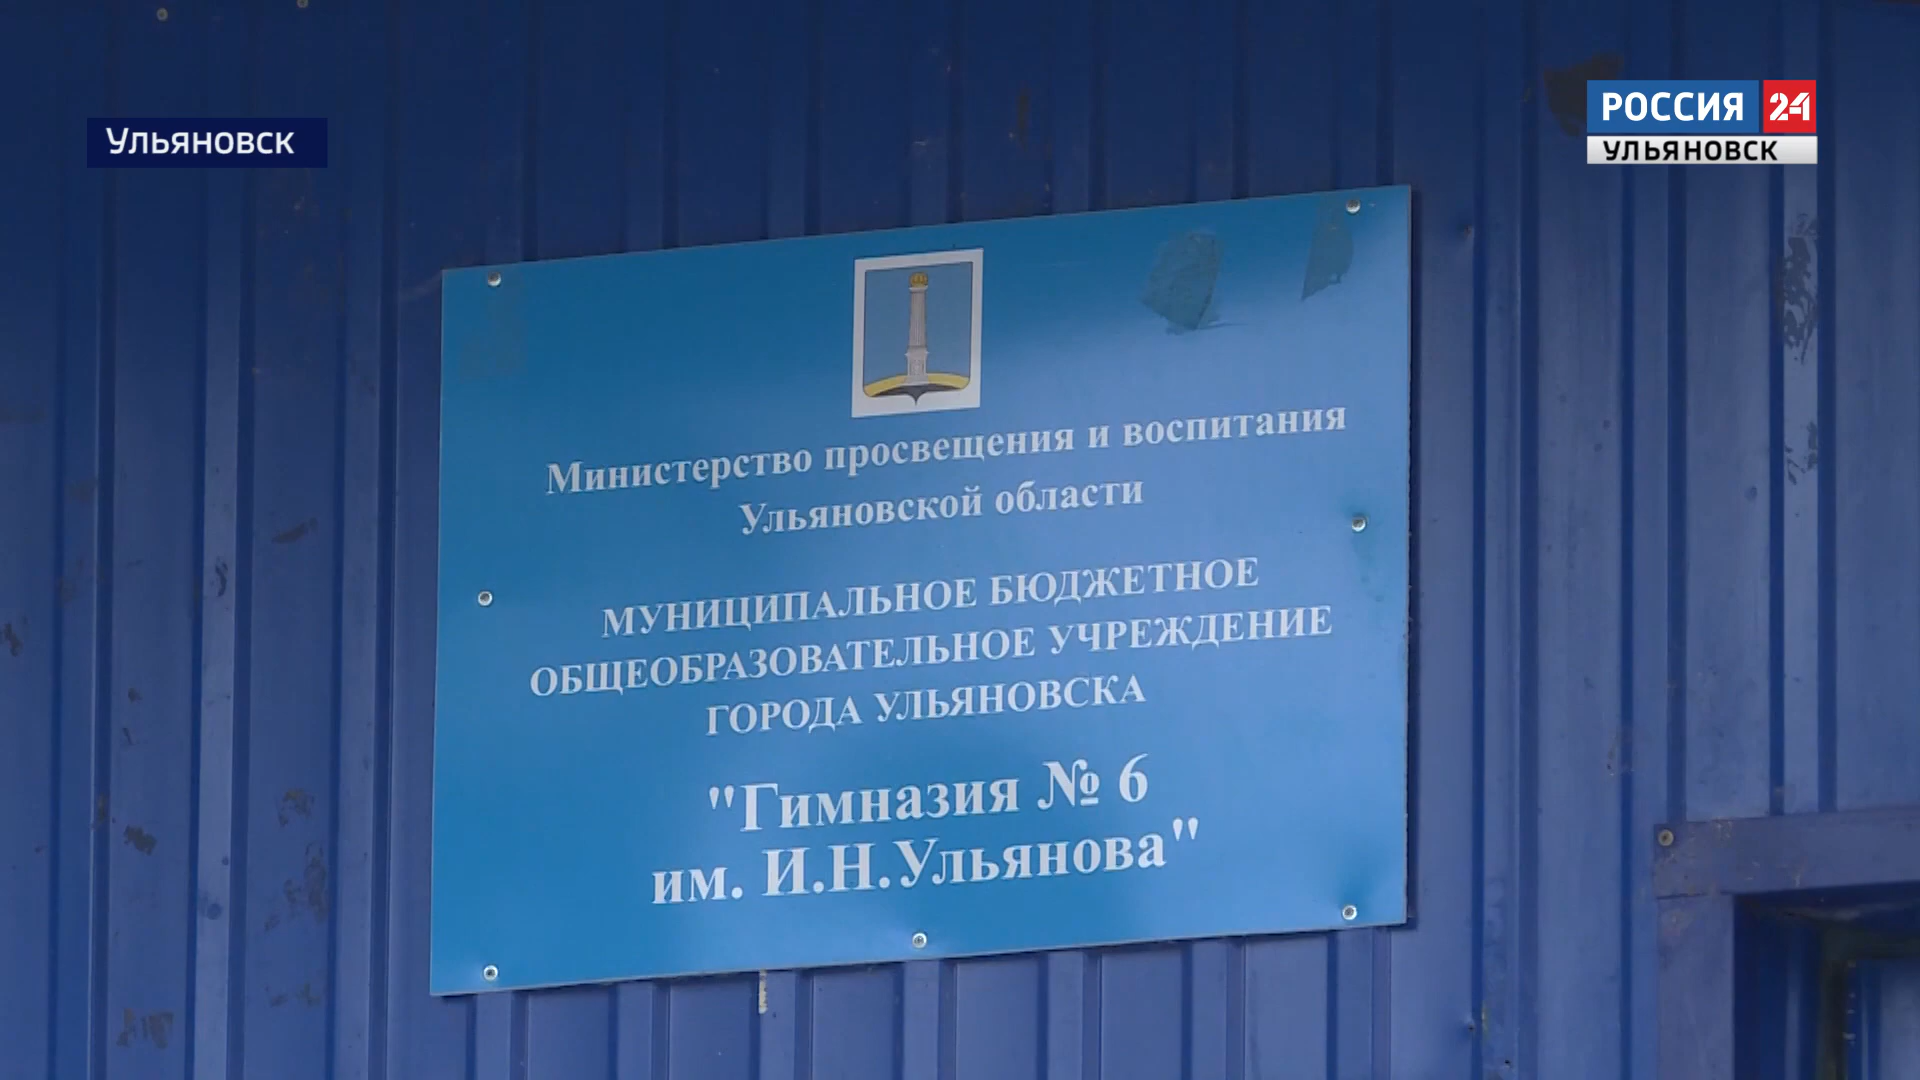 Ульяновск
РОССИЯ 24
УЛЬЯНОВСК
Министерство просвещения и воспитания
Ульяновской области
МУНИЦИПАЛЬНОЕ БЮДЖЕТНОЕ
ОБЩЕОБРАЗОВАТЕЛЬНОЕ УЧРЕЖДЕНИЕ
ГОРОДА УЛЬЯНОВСКА
"Гимназия № 6
им. И.Н.Ульянова"